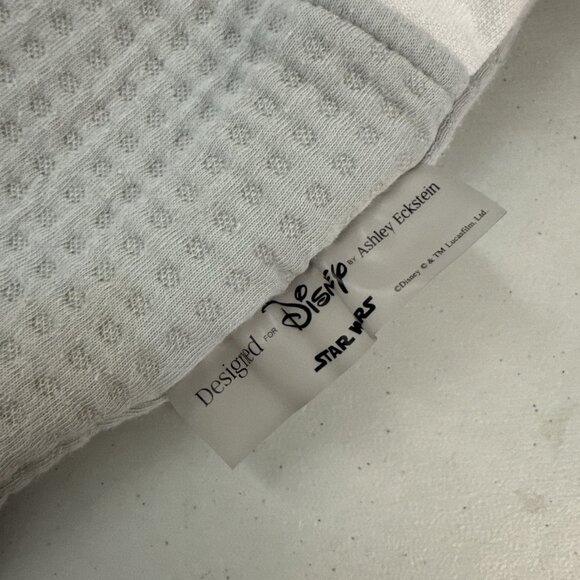 Designed FOR Disney BY Ashley Eckstein
STAR WARS
©Disney © & TM Lucasfilm Ltd.